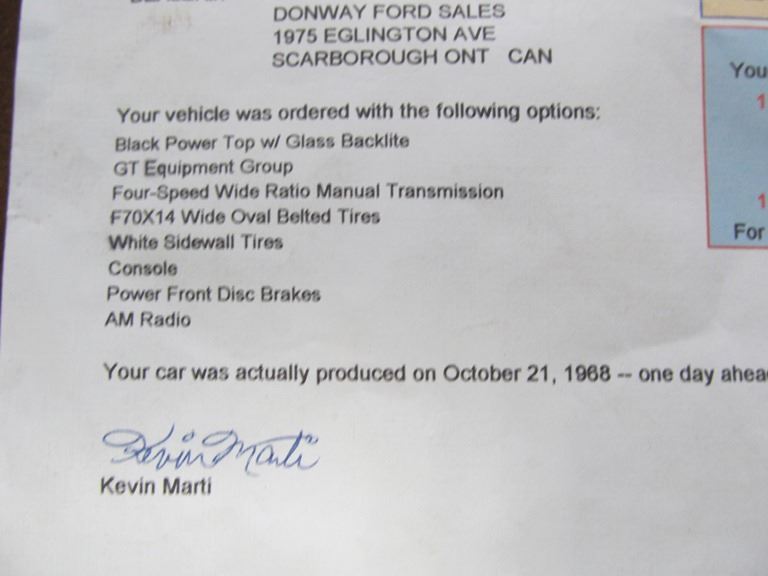 DONWAY FORD SALES
1975 EGLINGTON AVE
SCARBOROUGH ONT CAN
You
1
Your vehicle was ordered with the following options:
Black Power Top w/ Glass Backlite
GT Equipment Group
Four-Speed Wide Ratio Manual Transmission
F70X14 Wide Oval Belted Tires
White Sidewall Tires
Console
Power Front Disc Brakes
AM Radio
1
For
Your car was actually produced on October 21, 1968 -- one day ahea
Kevin Marti
Kevin Marti